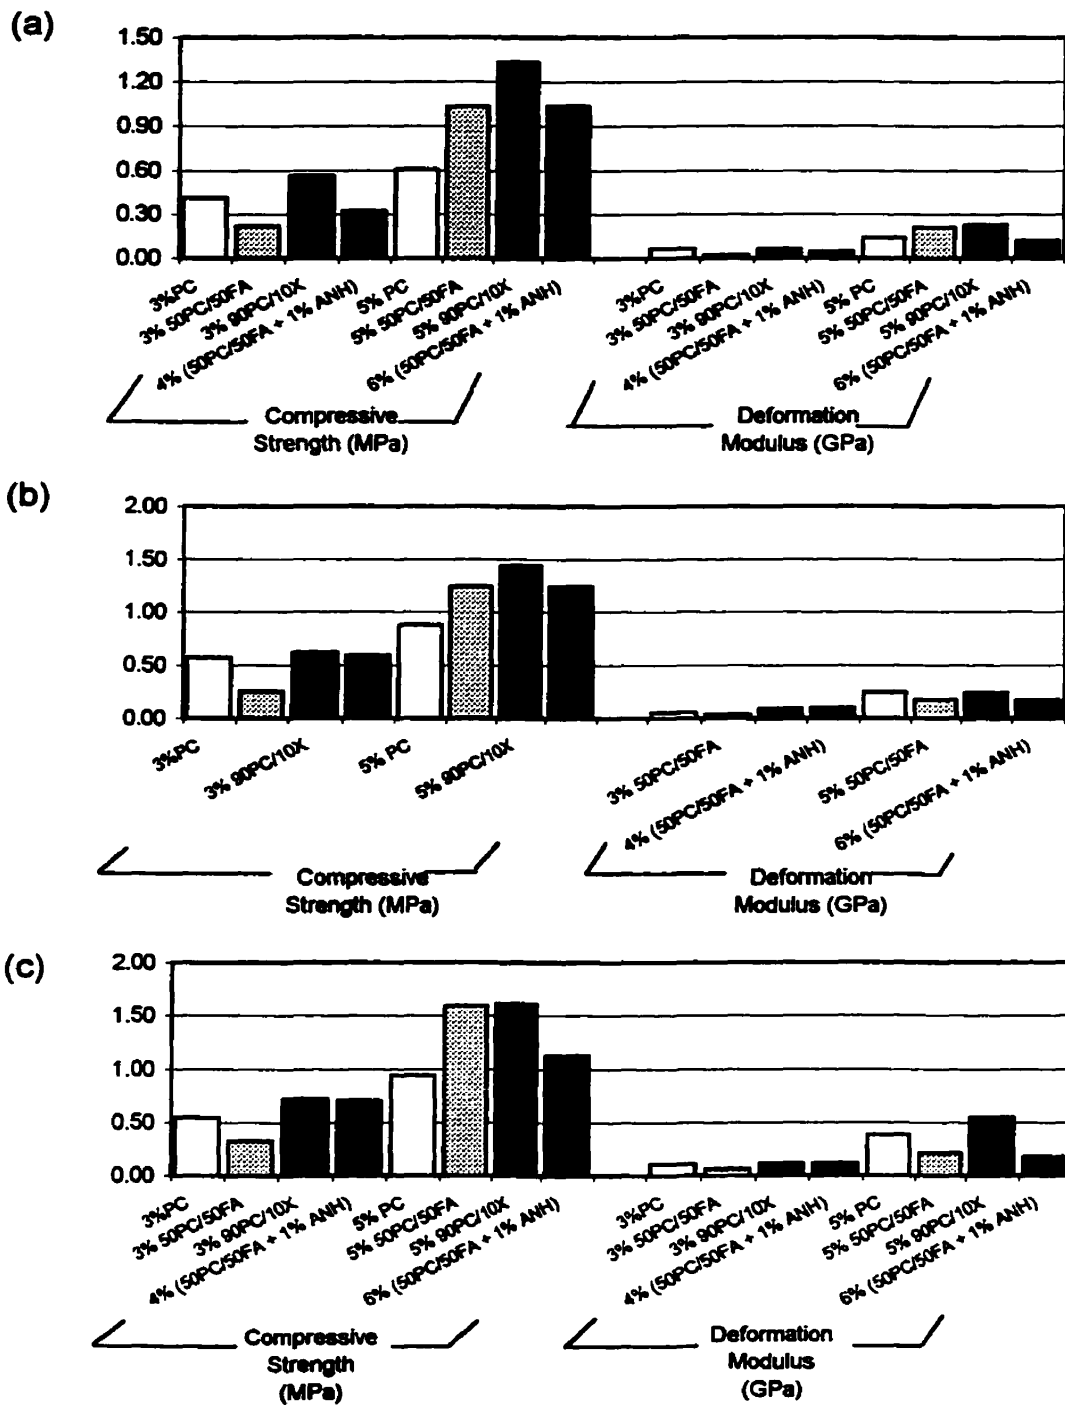 (a)
1.50
1.20
0.90
0.60
0.30
0.00
3%PC
3% 50PC/50FA
3% 90PC/10X
4% (50PC/50FA + 1% ANH)
5% PC
5% 50PC/50FA
5% 90PC/10X
6% (50PC/50FA + 1% ANH)
3%PC
3% 50PC/50FA
3% 90PC/10X
4% (50PC/50FA + 1% ANH)
5% PC
5% 50PC/50FA
5% 90PC/10X
6% (50PC/50FA + 1% ANH)
Compressive
Strength (MPa)
Deformation
Modulus (GPa)
(b)
2.00
1.50
1.00
0.50
0.00
3%PC
3% 90PC/10X
5% PC
5% 90PC/10X
3% 50PC/50FA
4% (50PC/50FA + 1% ANH)
5% 50PC/50FA
6% (50PC/50FA + 1% ANH)
Compressive
Strength (MPa)
Deformation
Modulus (GPa)
(c)
2.00
1.50
1.00
0.50
0.00
3%PC
3% 50PC/50FA
3% 90PC/10X
4% (50PC/50FA + 1% ANH)
5% PC
5% 50PC/50FA
5% 90PC/10X
6% (50PC/50FA + 1% ANH)
3%PC
3% 50PC/50FA
3% 90PC/10X
4% (50PC/50FA + 1% ANH)
5% PC
5% 50PC/50FA
5% 90PC/10X
6% (50PC/50FA + 1% ANH)
Compressive
Strength
(MPa)
Deformation
Modulus
(GPa)